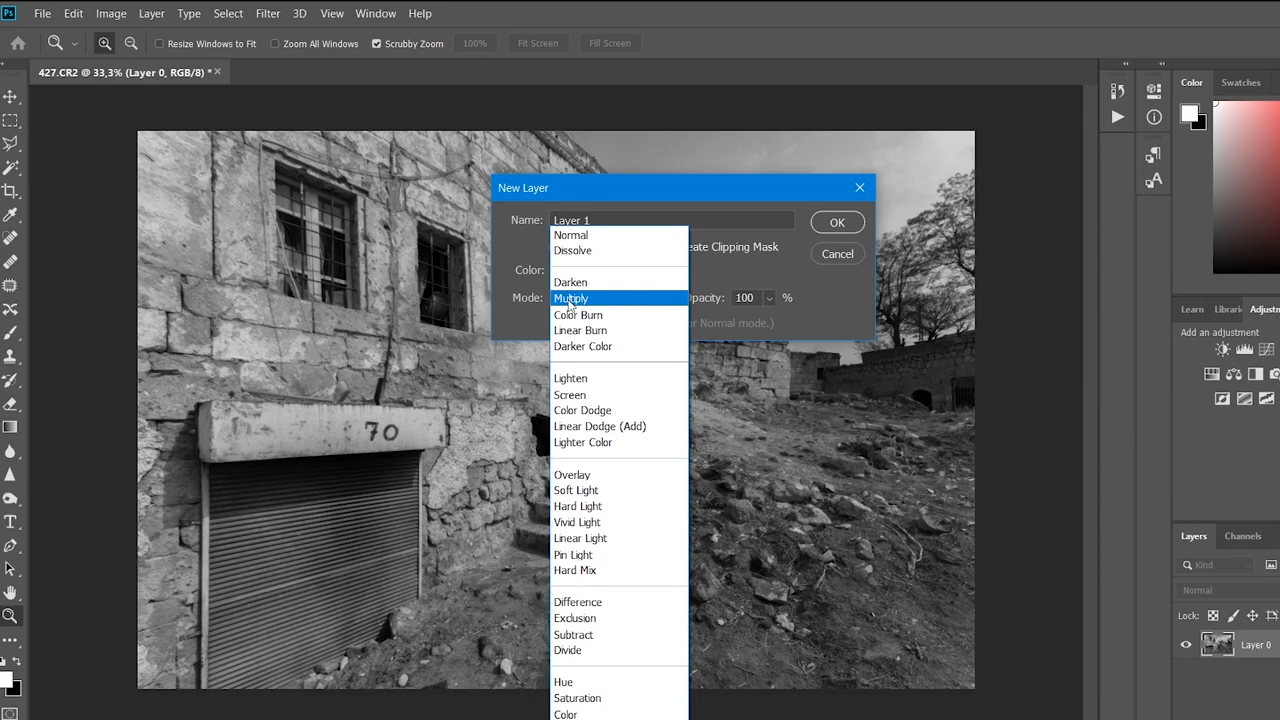 Ps File Edit Image Layer Type Select Filter 3D View Window Help
Resize Windows to Fit Zoom All Windows Scrubby Zoom 100% Fit Screen Fill Screen
427.CR2 @ 33,3% (Layer 0, RGB/8) *
Color Swatches
New Layer
Name: Layer 1 OK
Normal
eate Clipping Mask
Dissolve
Cancel
Color:
Darken
Mode: Multiply Opacity: 100 %
Color Burn
or Normal mode.)
Linear Burn
Darker Color
Lighten
Screen
Color Dodge
Linear Dodge (Add)
Lighter Color
Overlay
Soft Light
Hard Light
Vivid Light
Linear Light
Pin Light
Hard Mix
Difference
Exclusion
Subtract
Divide
Hue
Saturation
Color
70
Learn Librari Adjustm
Add an adjustment
Layers Channels
Kind
Normal
Lock:
Layer 0